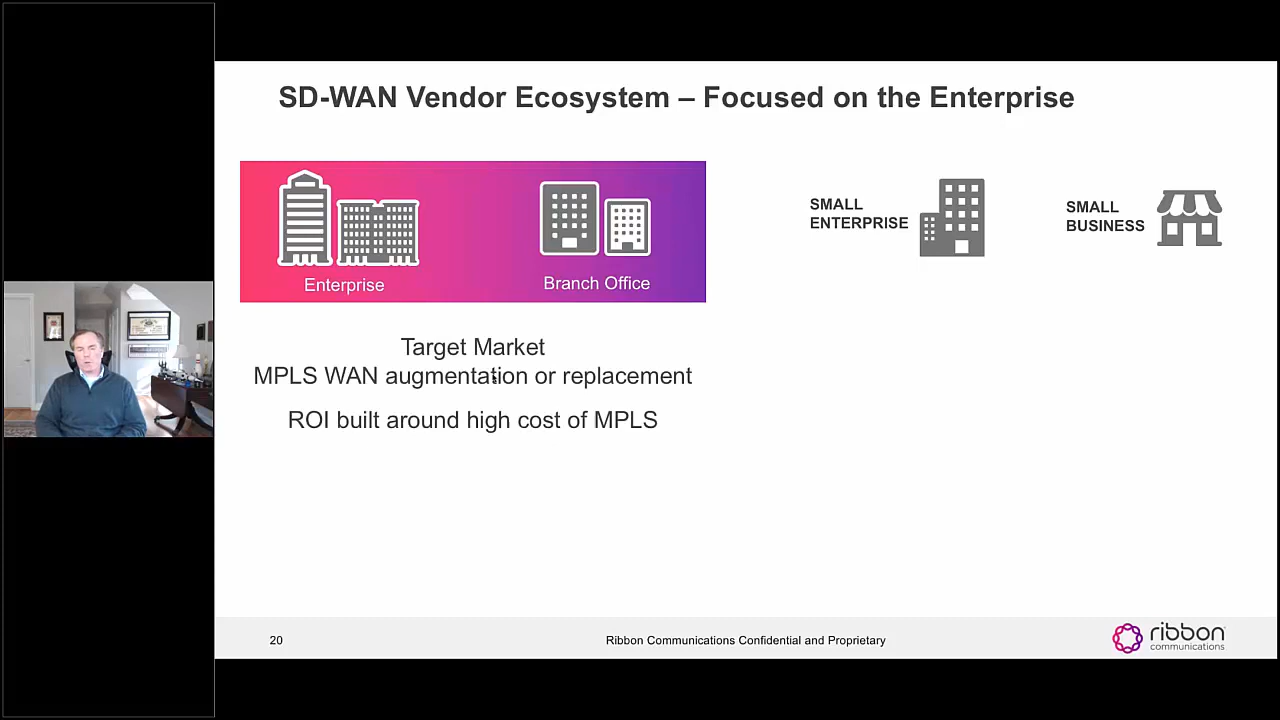 SD-WAN Vendor Ecosystem – Focused on the Enterprise
SMALL
ENTERPRISE
SMALL
BUSINESS
Enterprise
Branch Office
Target Market
MPLS WAN augmentation or replacement
ROI built around high cost of MPLS
20
Ribbon Communications Confidential and Proprietary
ribbon
communications